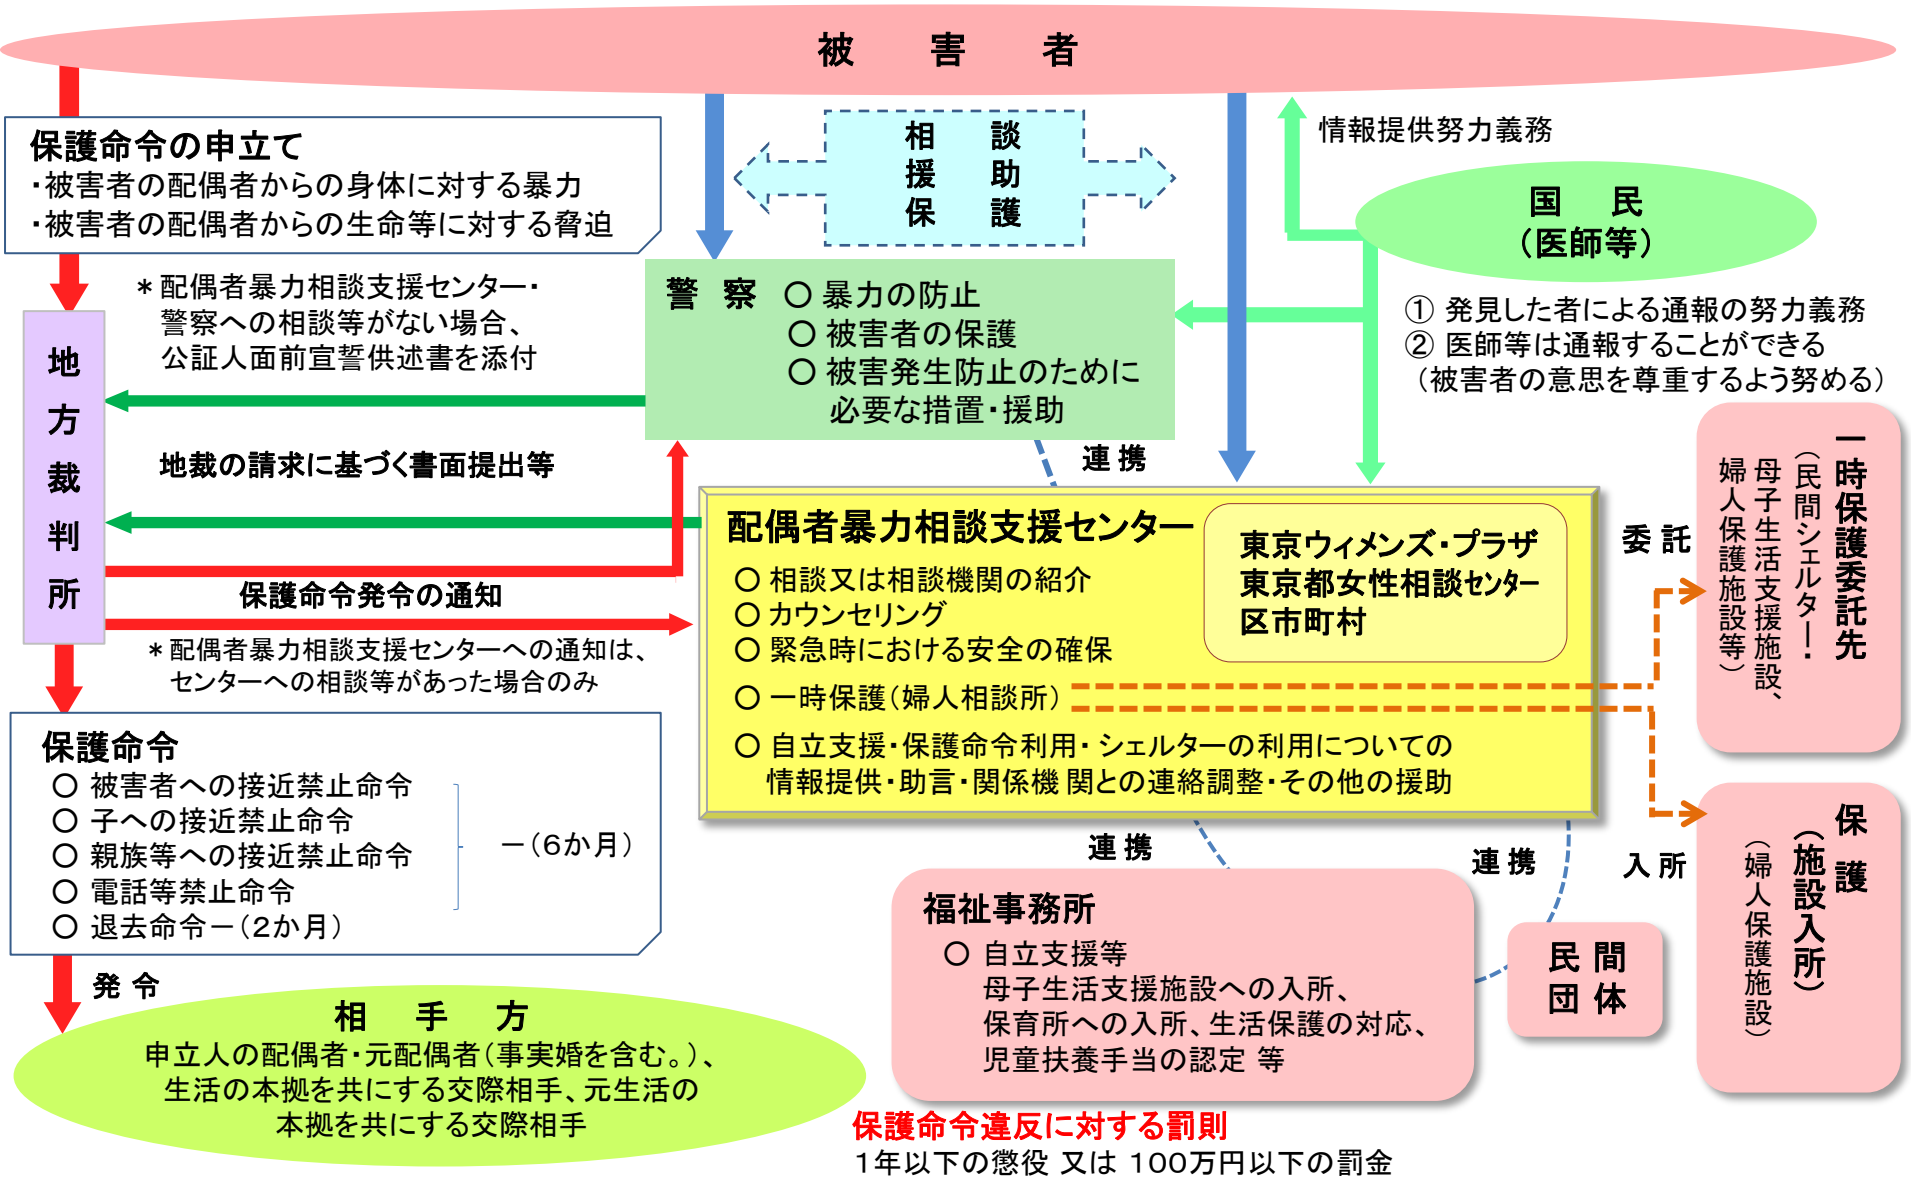 被 害 者
保護命令の申立て
・被害者の配偶者からの身体に対する暴力
・被害者の配偶者からの生命等に対する脅迫
相 談
援 助
保 護
情報提供努力義務
国 民
(医師等)
① 発見した者による通報の努力義務
② 医師等は通報することができる
(被害者の意思を尊重するよう努める)
*配偶者暴力相談支援センター・
警察への相談等がない場合、
公証人面前宣誓供述書を添付
警 察 ○ 暴力の防止
○ 被害者の保護
○ 被害発生防止のために
必要な措置・援助
地方裁判所
地裁の請求に基づく書面提出等
連 携
配偶者暴力相談支援センター
○ 相談又は相談機関の紹介
○ カウンセリング
○ 緊急時における安全の確保
○ 一時保護(婦人相談所)
○ 自立支援・保護命令利用・シェルターの利用についての
情報提供・助言・関係機関との連絡調整・その他の援助
東京ウィメンズ・プラザ
東京都女性相談センター
区市町村
委 託
一時保護委託先
(民間シェルター・
母子生活支援施設、
婦人保護施設等)
保護命令発令の通知
*配偶者暴力相談支援センターへの通知は、
センターへの相談等があった場合のみ
保護命令
○ 被害者への接近禁止命令
○ 子への接近禁止命令
○ 親族等への接近禁止命令
○ 電話等禁止命令
－(6か月)
○ 退去命令－(2か月)
発 令
相 手 方
申立人の配偶者・元配偶者(事実婚を含む。)、
生活の本拠を共にする交際相手、元生活の
本拠を共にする交際相手
連 携
連 携
入 所
保 護
(施設入所)
(婦人保護施設)
福祉事務所
○ 自立支援等
母子生活支援施設への入所、
保育所への入所、生活保護の対応、
児童扶養手当の認定 等
民 間
団 体
保護命令違反に対する罰則
1年以下の懲役 又は 100万円以下の罰金